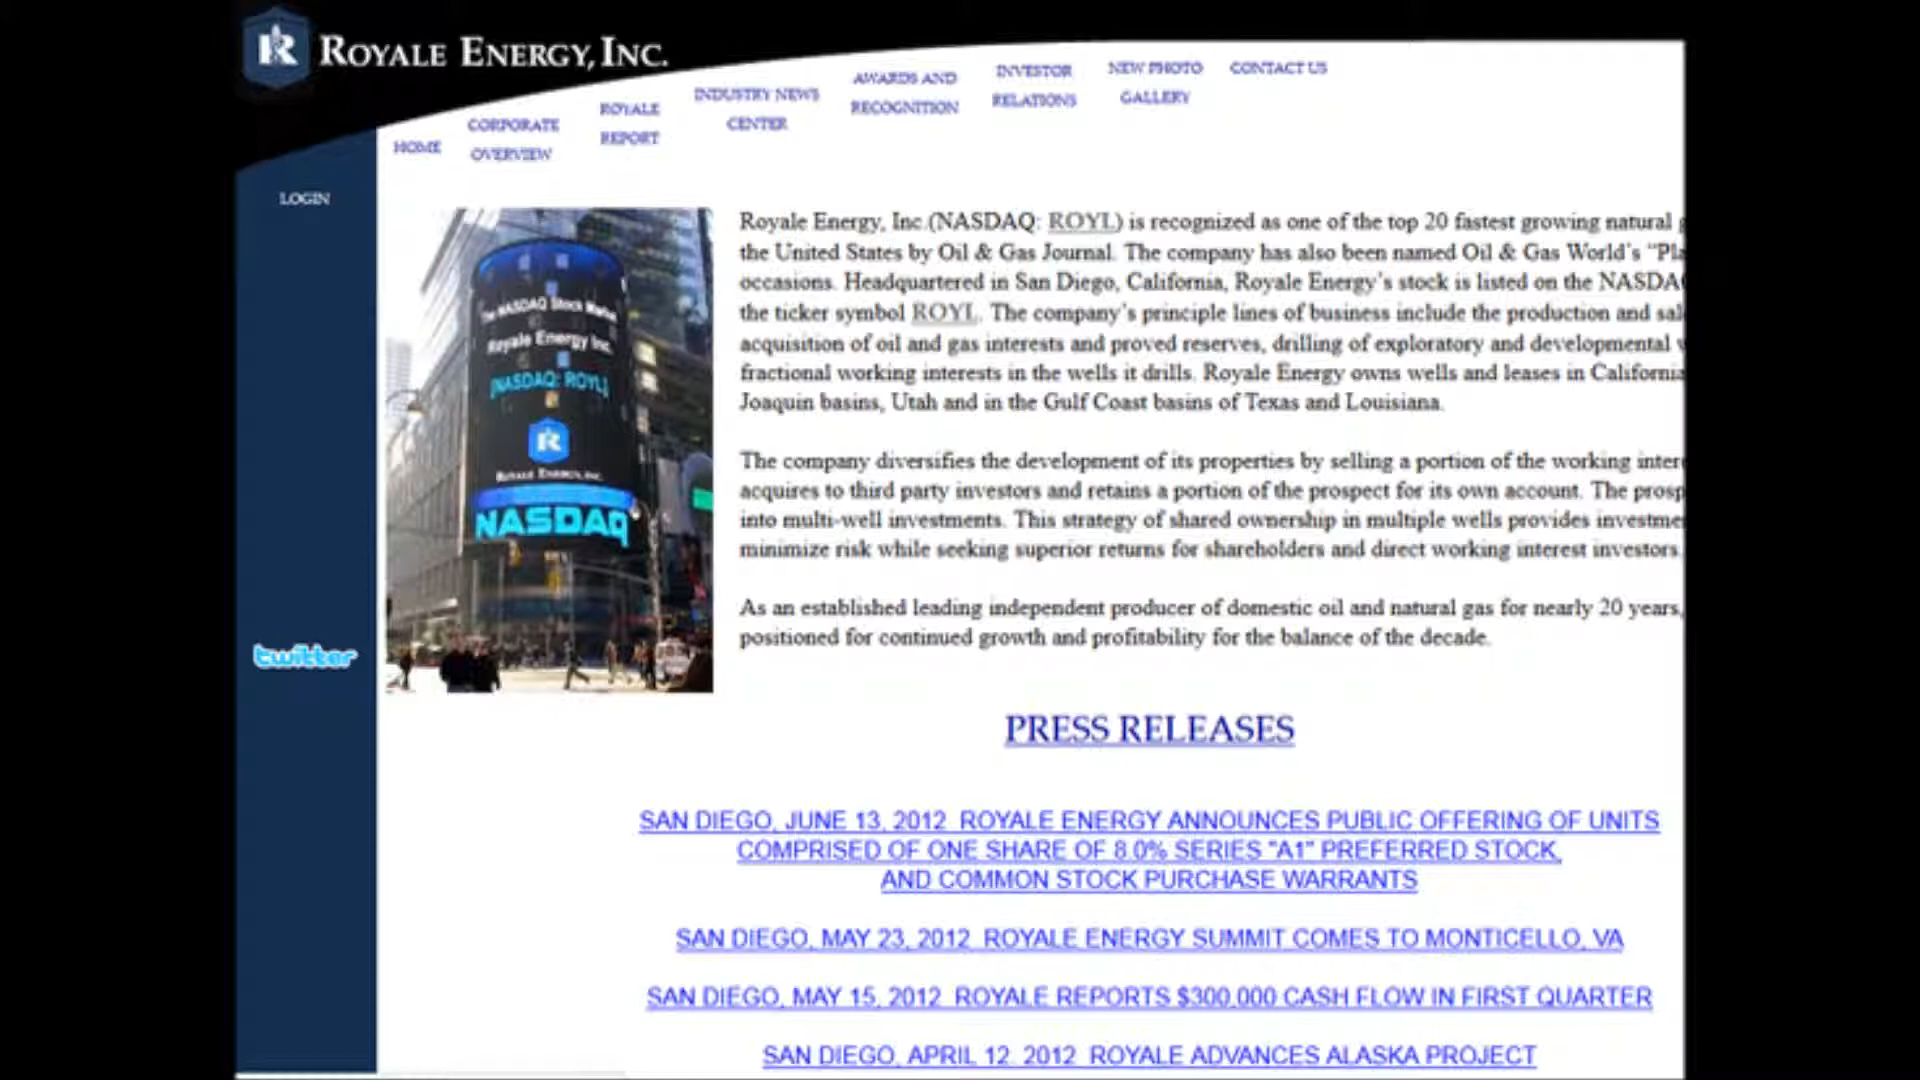 ROYALE ENERGY, INC.
HOME
CORPORATE
OVERVIEW
ROYALE
REPORT
INDUSTRY NEWS
CENTER
AWARDS AND
RECOGNITION
INVESTOR
RELATIONS
NEW PHOTO
GALLERY
CONTACT US
LOGIN
The NASDAQ Stock Market
Royale Energy Inc.
[NASDAQ: ROYL]
ROYALE ENERGY, INC.
NASDAQ
twitter
Royale Energy, Inc.(NASDAQ: ROYL) is recognized as one of the top 20 fastest growing natural
the United States by Oil & Gas Journal. The company has also been named Oil & Gas World's "Pla
occasions. Headquartered in San Diego, California, Royale Energy's stock is listed on the NASDA
the ticker symbol ROYL. The company's principle lines of business include the production and sal
acquisition of oil and gas interests and proved reserves, drilling of exploratory and developmental
fractional working interests in the wells it drills. Royale Energy owns wells and leases in California
Joaquin basins, Utah and in the Gulf Coast basins of Texas and Louisiana.
The company diversifies the development of its properties by selling a portion of the working inter
acquires to third party investors and retains a portion of the prospect for its own account. The prosp
into multi-well investments. This strategy of shared ownership in multiple wells provides investme
minimize risk while seeking superior returns for shareholders and direct working interest investors.
As an established leading independent producer of domestic oil and natural gas for nearly 20 years,
positioned for continued growth and profitability for the balance of the decade.
PRESS RELEASES
SAN DIEGO, JUNE 13, 2012 ROYALE ENERGY ANNOUNCES PUBLIC OFFERING OF UNITS
COMPRISED OF ONE SHARE OF 8.0% SERIES "A1" PREFERRED STOCK,
AND COMMON STOCK PURCHASE WARRANTS
SAN DIEGO, MAY 23, 2012 ROYALE ENERGY SUMMIT COMES TO MONTICELLO, VA
SAN DIEGO, MAY 15, 2012 ROYALE REPORTS $300,000 CASH FLOW IN FIRST QUARTER
SAN DIEGO, APRIL 12, 2012 ROYALE ADVANCES ALASKA PROJECT